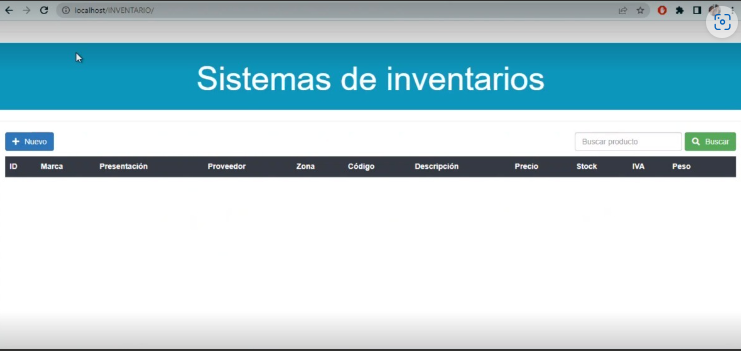 localhost/INVENTARIO/
Sistemas de inventarios
+ Nuevo
Buscar producto
Buscar
ID Marca Presentación Proveedor Zona Código Descripción Precio Stock IVA Peso